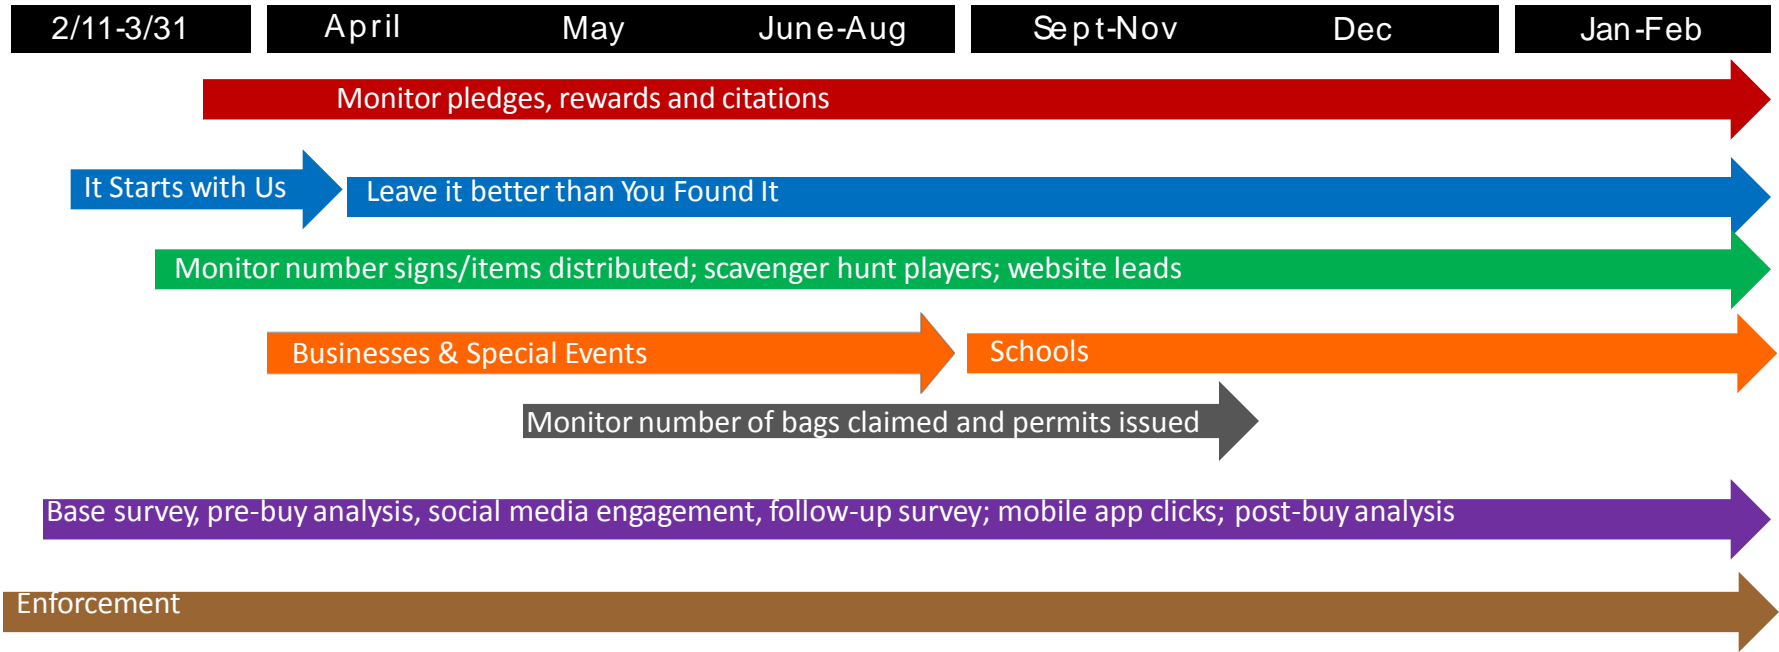 2/11-3/31 April May June-Aug Sept-Nov Dec Jan-Feb
Monitor pledges, rewards and citations
It Starts with Us Leave it better than You Found It
Monitor number signs/items distributed; scavenger hunt players; website leads
Businesses & Special Events Schools
Monitor number of bags claimed and permits issued
Base survey, pre-buy analysis, social media engagement, follow-up survey; mobile app clicks; post-buy analysis
Enforcement